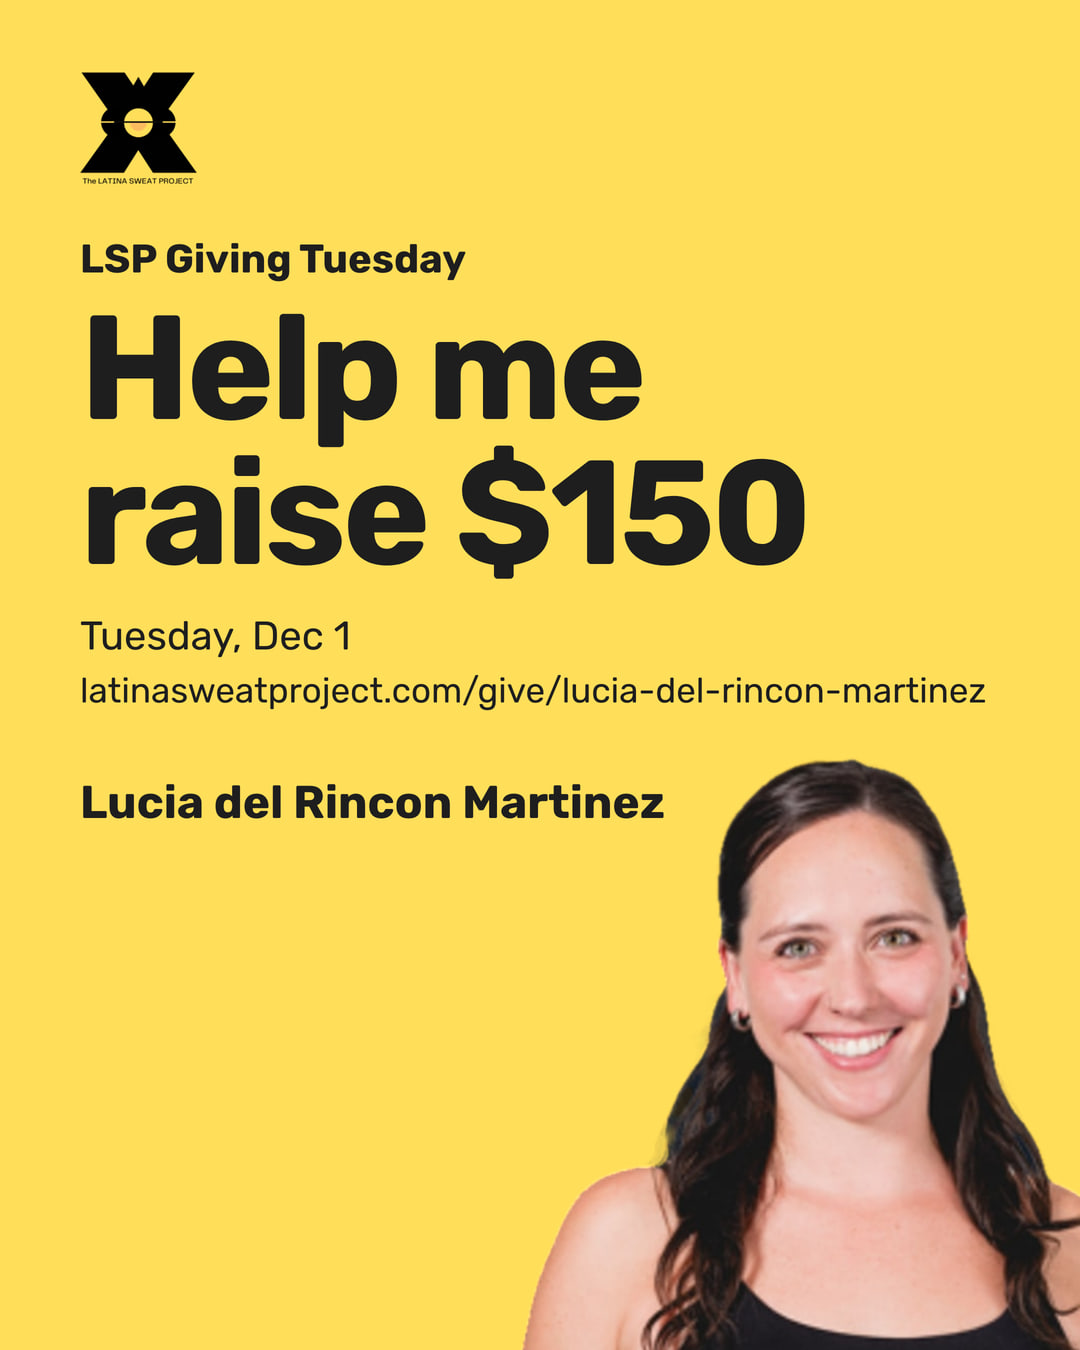 The LATINA SWEAT PROJECT
LSP Giving Tuesday
Help me
raise $150
Tuesday, Dec 1
latinasweatproject.com/give/lucia-del-rincon-martinez
Lucia del Rincon Martinez